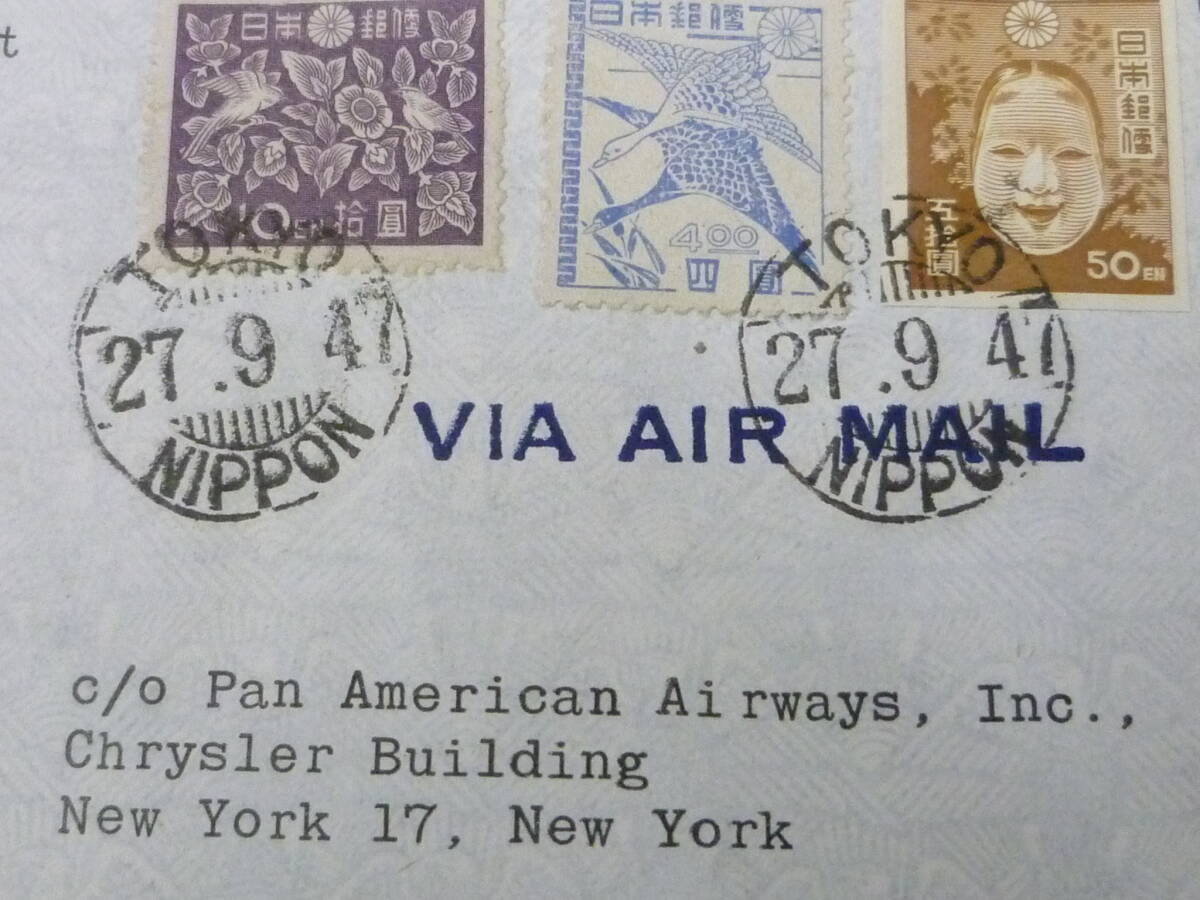 t
日本郵便
10EN 拾圓
日本郵便
4.00
四圓
日本郵便
五拾圓
50EN
TOKYO
27.9 47
NIPPON
TOKYO
27.9 47
NIPPON
VIA AIR MAIL
c/o Pan American Airways, Inc.,
Chrysler Building
New York 17, New York